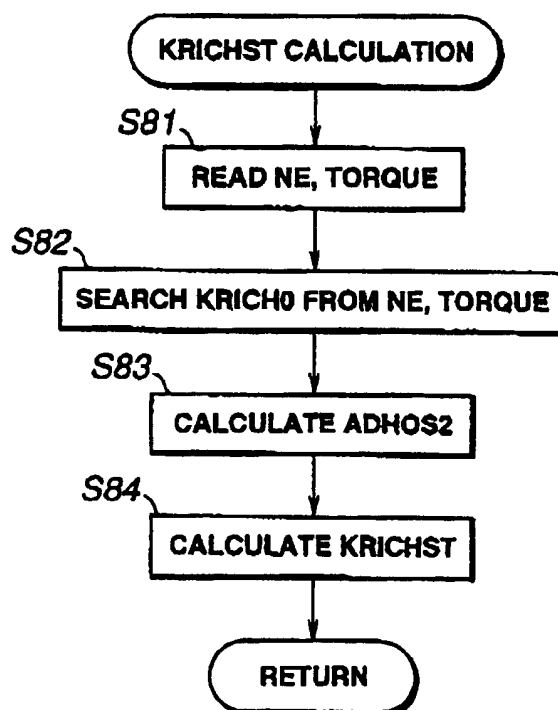 KRICHST CALCULATION
S81
READ NE, TORQUE
S82
SEARCH KRICH0 FROM NE, TORQUE
S83
CALCULATE ADHOS2
S84
CALCULATE KRICHST
RETURN